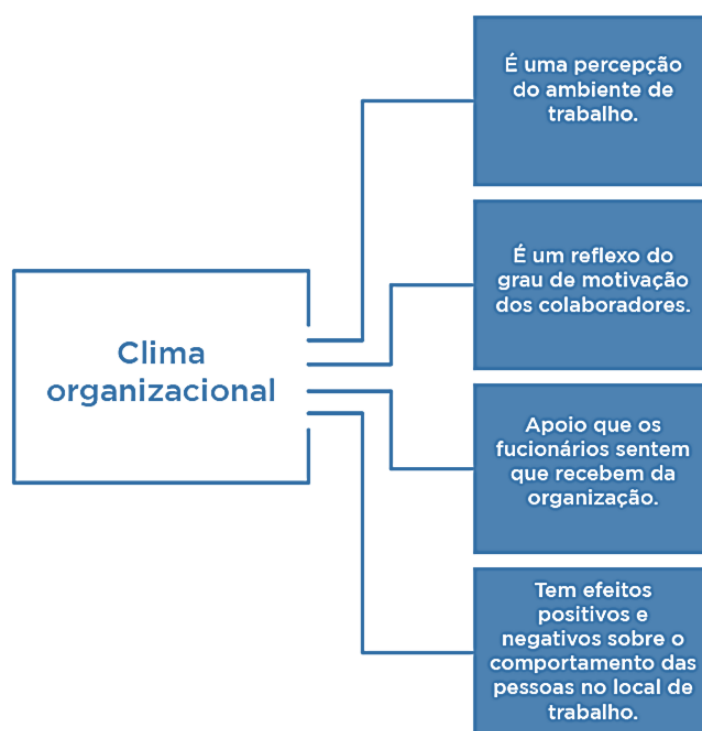 Clima
organizacional
É uma percepção
do ambiente de
trabalho.
É um reflexo do
grau de motivação
dos colaboradores.
Apoio que os
fucionários sentem
que recebem da
organização.
Tem efeitos
positivos e
negativos sobre o
comportamento das
pessoas no local de
trabalho.